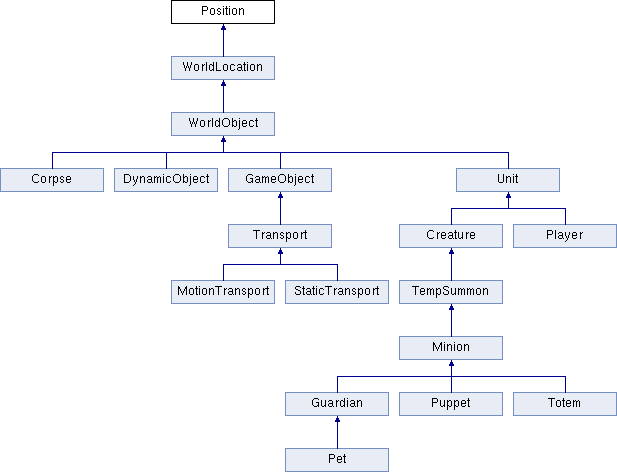 Position
WorldLocation
WorldObject
Corpse
DynamicObject
GameObject
Unit
Transport
Creature
Player
MotionTransport
StaticTransport
TempSummon
Minion
Guardian
Puppet
Totem
Pet